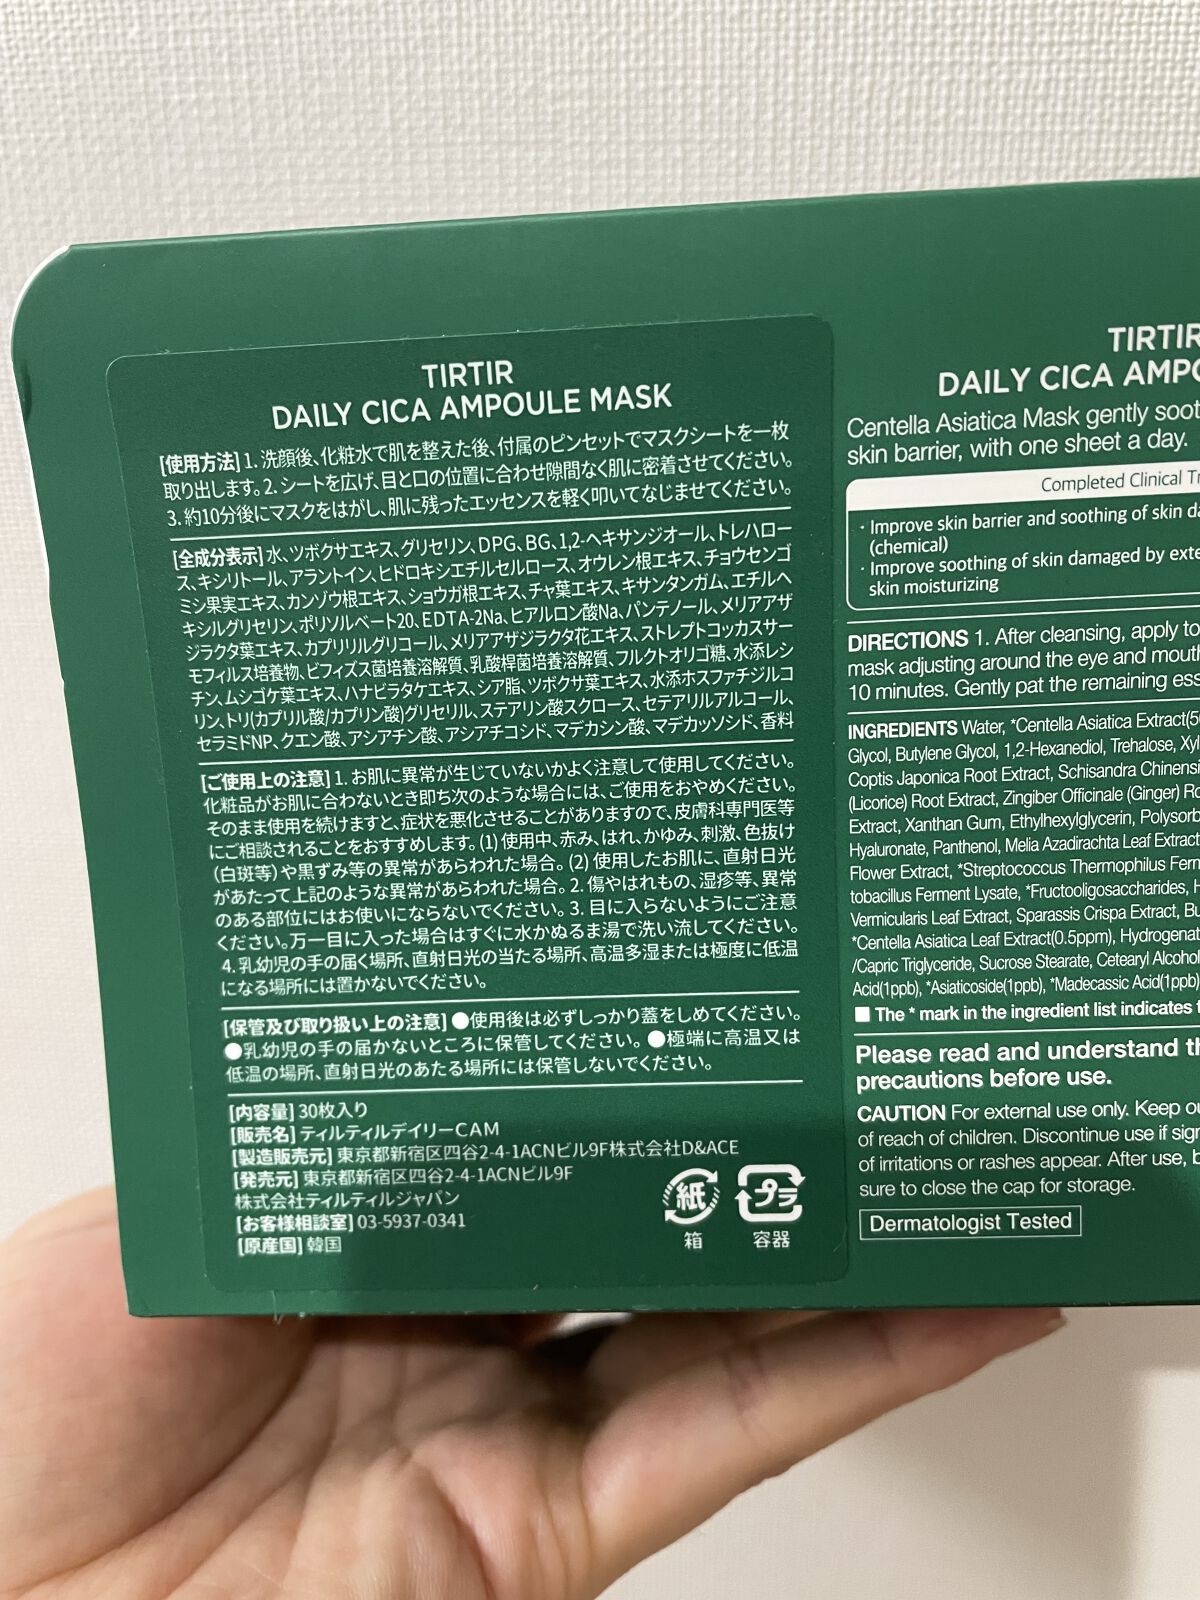 TIRTIR
DAILY CICA AMPOULE MASK
[使用方法] 1. 洗顔後、化粧水で肌を整えた後、付属のピンセットでマスクシートを一枚
取り出します。2. シートを広げ、目と口の位置に合わせ隙間なく肌に密着させてください。
3. 約10分後にマスクをはがし、肌に残ったエッセンスを軽く叩いてなじませてください。
[全成分表示] 水、ツボクサエキス、グリセリン、DPG、BG、1,2-ヘキサンジオール、トレハロー
ス、キシリトール、アラントイン、ヒドロキシエチルセルロース、オウレン根エキス、チョウセンゴ
ミシ果実エキス、カンゾウ根エキス、ショウガ根エキス、チャ葉エキス、キサンタンガム、エチルヘ
キシルグリセリン、ポリソルベート20、EDTA-2Na、ヒアルロン酸Na、パンテノール、メリアアザ
ジラクタ葉エキス、カプリリルグリコール、メリアアザジラクタ花エキス、ストレプトコッカスサー
モフィルス培養物、ビフィズス菌培養溶解質、乳酸桿菌培養溶解質、フルクトオリゴ糖、水添レシ
チン、ムシゴケ葉エキス、ハナビラタケエキス、シア脂、ツボクサ葉エキス、水添ホスファチジルコ
リン、トリ(カプリル酸/カプリン酸)グリセリル、ステアリン酸スクロース、セテアリルアルコール、
セラミドNP、クエン酸、アシアチン酸、アシアチコシド、マデカシン酸、マデカッソシド、香料
[ご使用上の注意] 1. お肌に異常が生じていないかよく注意して使用してください。
化粧品がお肌に合わないとき即ち次のような場合には、ご使用をおやめください。
そのまま使用を続けますと、症状を悪化させることがありますので、皮膚科専門医等
にご相談されることをおすすめします。(1) 使用中、赤み、はれ、かゆみ、刺激、色抜け
(白斑等)や黒ずみ等の異常があらわれた場合。(2) 使用したお肌に、直射日光
があたって上記のような異常があらわれた場合。2. 傷やはれもの、湿疹等、異常
のある部位にはお使いにならないでください。3. 目に入らないようにご注意
ください。万一目に入った場合はすぐに水かぬるま湯で洗い流してください。
4. 乳幼児の手の届く場所、直射日光の当たる場所、高温多湿または極度に低温
になる場所には置かないでください。
[保管及び取り扱い上の注意] ●使用後は必ずしっかり蓋をしめてください。
●乳幼児の手の届かないところに保管してください。●極端に高温又は
低温の場所、直射日光のあたる場所には保管しないでください。
[内容量] 30枚入り
[販売名] ティルティルデイリーCAM
[製造販売元] 東京都新宿区四谷2-4-1ACNビル9F株式会社D&ACE
[発売元] 東京都新宿区四谷2-4-1ACNビル9F
株式会社ティルティルジャパン
[お客様相談室] 03-5937-0341
[原産国] 韓国
紙
箱
プラ
容器
TIRTIR
DAILY CICA AMPO
Centella Asiatica Mask gently soot
skin barrier, with one sheet a day.
Completed Clinical Tr
· Improve skin barrier and soothing of skin da
(chemical)
· Improve soothing of skin damaged by exte
skin moisturizing
DIRECTIONS 1. After cleansing, apply to
mask adjusting around the eye and mouth
10 minutes. Gently pat the remaining ess
INGREDIENTS Water, *Centella Asiatica Extract(5
Glycol, Butylene Glycol, 1,2-Hexanediol, Trehalose, Xyl
Coptis Japonica Root Extract, Schisandra Chinensi
(Licorice) Root Extract, Zingiber Officinale (Ginger) Ro
Extract, Xanthan Gum, Ethylhexylglycerin, Polysorb
Hyaluronate, Panthenol, Melia Azadirachta Leaf Extract
Flower Extract, *Streptococcus Thermophilus Ferm
tobacillus Ferment Lysate, *Fructooligosaccharides, H
Vermicularis Leaf Extract, Sparassis Crispa Extract, Bu
*Centella Asiatica Leaf Extract(0.5ppm), Hydrogenat
/Capric Triglyceride, Sucrose Stearate, Cetearyl Alcohol
Acid(1ppb), *Asiaticoside(1ppb), *Madecassic Acid(1ppb)
■ The * mark in the ingredient list indicates t
Please read and understand th
precautions before use.
CAUTION For external use only. Keep ou
of reach of children. Discontinue use if sign
of irritations or rashes appear. After use, b
sure to close the cap for storage.
Dermatologist Tested